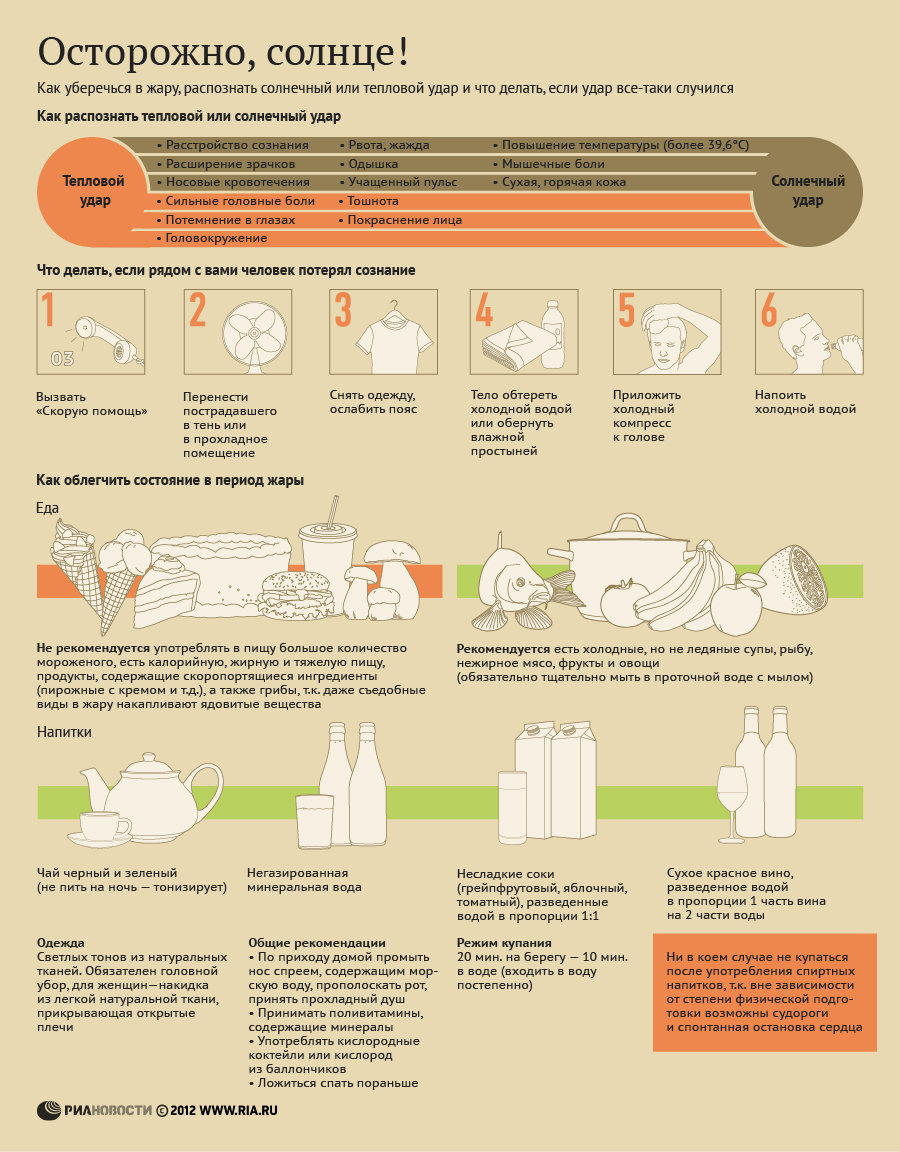 Осторожно, солнце!
Как уберечься в жару, распознать солнечный или тепловой удар и что делать, если удар все-таки случился
Как распознать тепловой или солнечный удар
Тепловой
удар
• Расстройство сознания
• Расширение зрачков
• Носовые кровотечения
• Сильные головные боли
• Потемнение в глазах
• Головокружение
• Рвота, жажда
• Одышка
• Учащенный пульс
• Тошнота
• Покраснение лица
• Повышение температуры (более 39,6°С)
• Мышечные боли
• Сухая, горячая кожа
Солнечный
удар
Что делать, если рядом с вами человек потерял сознание
1
03
Вызвать
«Скорую помощь»
2
Перенести
пострадавшего
в тень или
в прохладное
помещение
3
Снять одежду,
ослабить пояс
4
Тело обтереть
холодной водой
или обернуть
влажной
простыней
5
Приложить
холодный
компресс
к голове
6
Напоить
холодной водой
Как облегчить состояние в период жары
Еда
Не рекомендуется употреблять в пищу большое количество
мороженого, есть калорийную, жирную и тяжелую пищу,
продукты, содержащие скоропортящиеся ингредиенты
(пирожные с кремом и т.д.), а также грибы, т.к. даже съедобные
виды в жару накапливают ядовитые вещества
Рекомендуется есть холодные, но не ледяные супы, рыбу,
нежирное мясо, фрукты и овощи
(обязательно тщательно мыть в проточной воде с мылом)
Напитки
Чай черный и зеленый
(не пить на ночь — тонизирует)
Негазированная
минеральная вода
Несладкие соки
(грейпфрутовый, яблочный,
томатный), разведенные
водой в пропорции 1:1
Сухое красное вино,
разведенное водой
в пропорции 1 часть вина
на 2 части воды
Одежда
Светлых тонов из натуральных
тканей. Обязателен головной
убор, для женщин—накидка
из легкой натуральной ткани,
прикрывающая открытые
плечи
Общие рекомендации
• По приходу домой промыть
нос спреем, содержащим мор-
скую воду, прополоскать рот,
принять прохладный душ
• Принимать поливитамины,
содержащие минералы
• Употреблять кислородные
коктейли или кислород
из баллончиков
• Ложиться спать пораньше
Режим купания
20 мин. на берегу — 10 мин.
в воде (входить в воду
постепенно)
Ни в коем случае не купаться
после употребления спиртных
напитков, т.к. вне зависимости
от степени физической подго-
товки возможны судороги
и спонтанная остановка сердца
РИАНОВОСТИ © 2012 WWW.RIA.RU